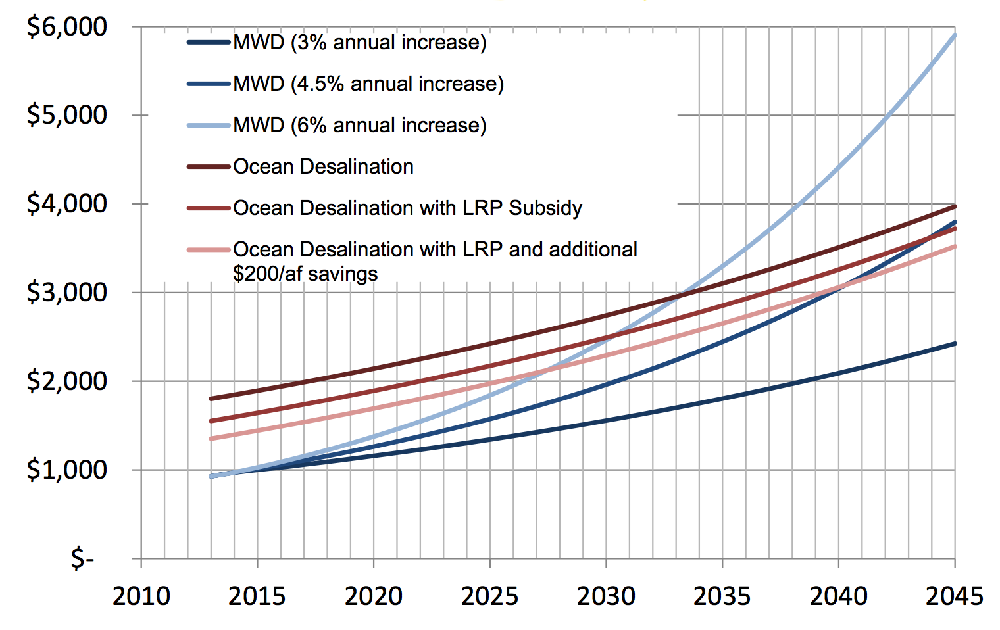 $6,000
MWD (3% annual increase)
MWD (4.5% annual increase)
$5,000
MWD (6% annual increase)
Ocean Desalination
$4,000
Ocean Desalination with LRP Subsidy
Ocean Desalination with LRP and additional
$200/af savings
$3,000
$2,000
$1,000
$-
2010 2015 2020 2025 2030 2035 2040 2045